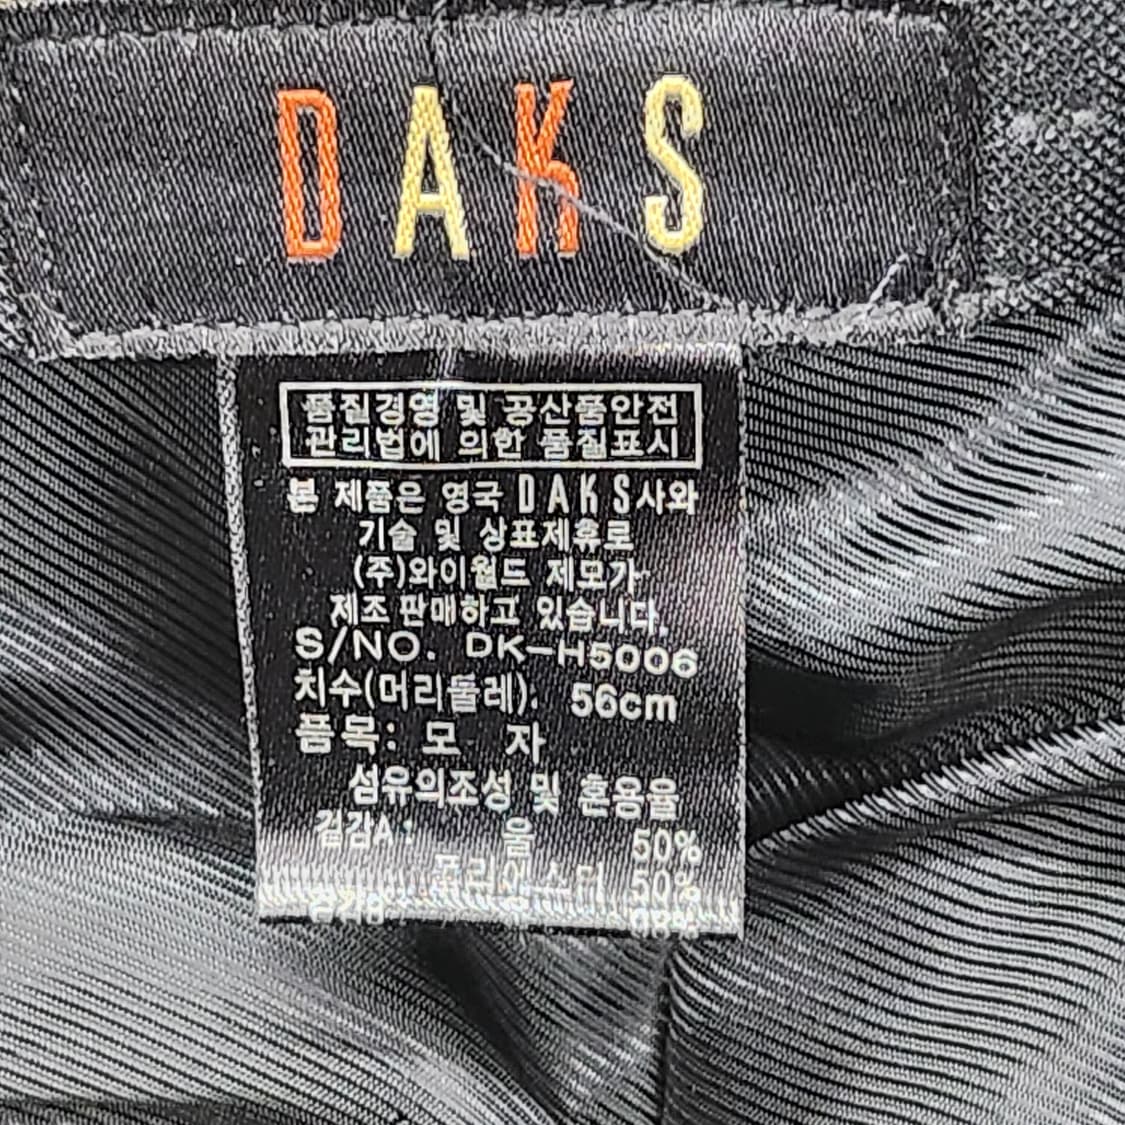 DAKS
품질경영 및 공산품안전
관리법에 의한 품질표시
본 제품은 영국 DAKS사와
기술 및 상표제휴로
(주)와이월드 제모가
제조 판매하고 있습니다.
S/NO. DK-H5006
치수(머리둘레): 56cm
품목: 모 자
섬유의조성 및 혼용율
겉감A: 울 50%
폴리에스터 50%